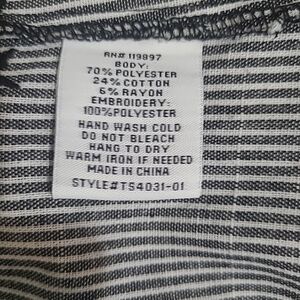 RN# 119897
BODY:
70% POLYESTER
24% COTTON
6% RAYON
EMBROIDERY:
100%POLYESTER
HAND WASH COLD
DO NOT BLEACH
HANG TO DRY
WARM IRON IF NEEDED
MADE IN CHINA
STYLE#TS4031-01